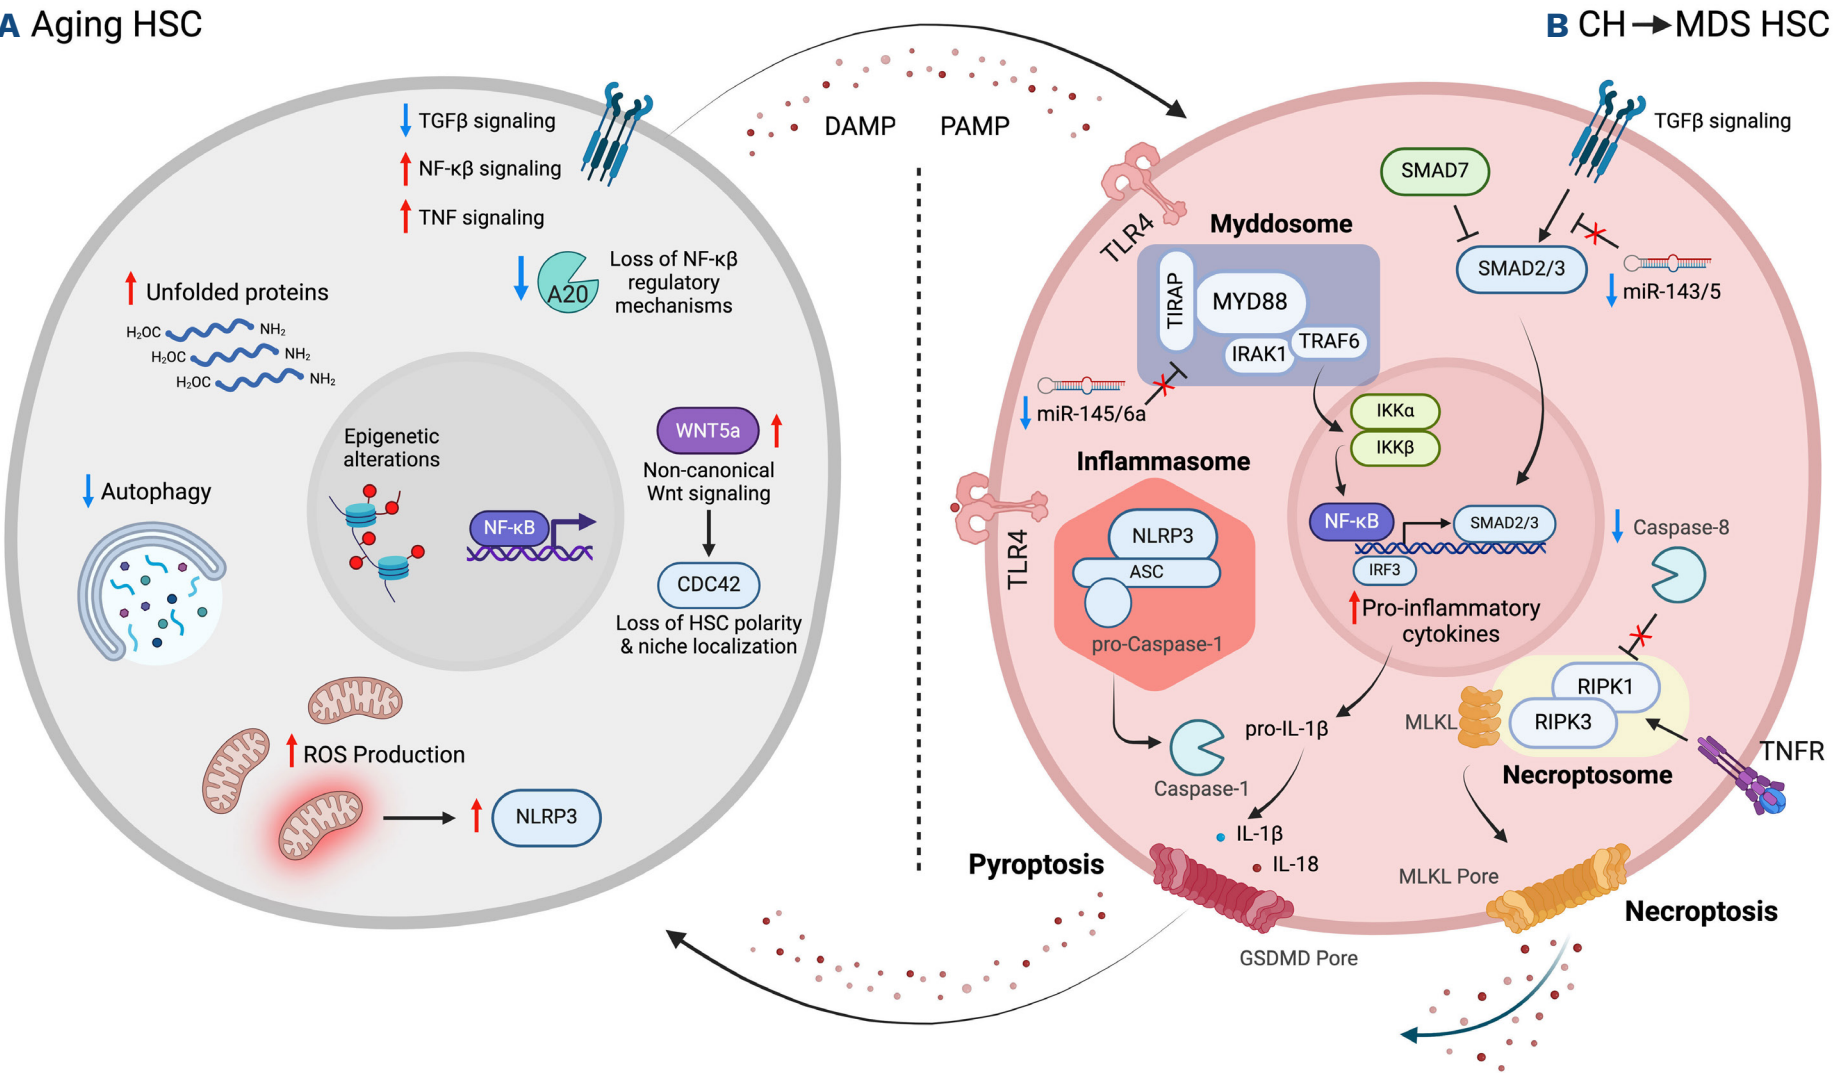 A Aging HSC
TGFβ signaling
NF-κβ signaling
TNF signaling
A20
Loss of NF-κβ
regulatory
mechanisms
Unfolded proteins
H₂OC NH₂
H₂OC NH₂
H₂OC NH₂
Epigenetic
alterations
NF-κB
WNT5a
Non-canonical
Wnt signaling
CDC42
Loss of HSC polarity
& niche localization
Autophagy
ROS Production
NLRP3
DAMP PAMP
B CH→MDS HSC
TGFβ signaling
SMAD7
SMAD2/3
miR-143/5
TLR4
Myddosome
TIRAP
MYD88
IRAK1
TRAF6
miR-145/6a
IKKα
IKKβ
Inflammasome
TLR4
NLRP3
ASC
pro-Caspase-1
NF-κB
SMAD2/3
IRF3
Pro-inflammatory
cytokines
Caspase-8
RIPK1
RIPK3
MLKL
Necroptosome
TNFR
pro-IL-1β
Caspase-1
IL-1β
IL-18
Pyroptosis
GSDMD Pore
MLKL Pore
Necroptosis